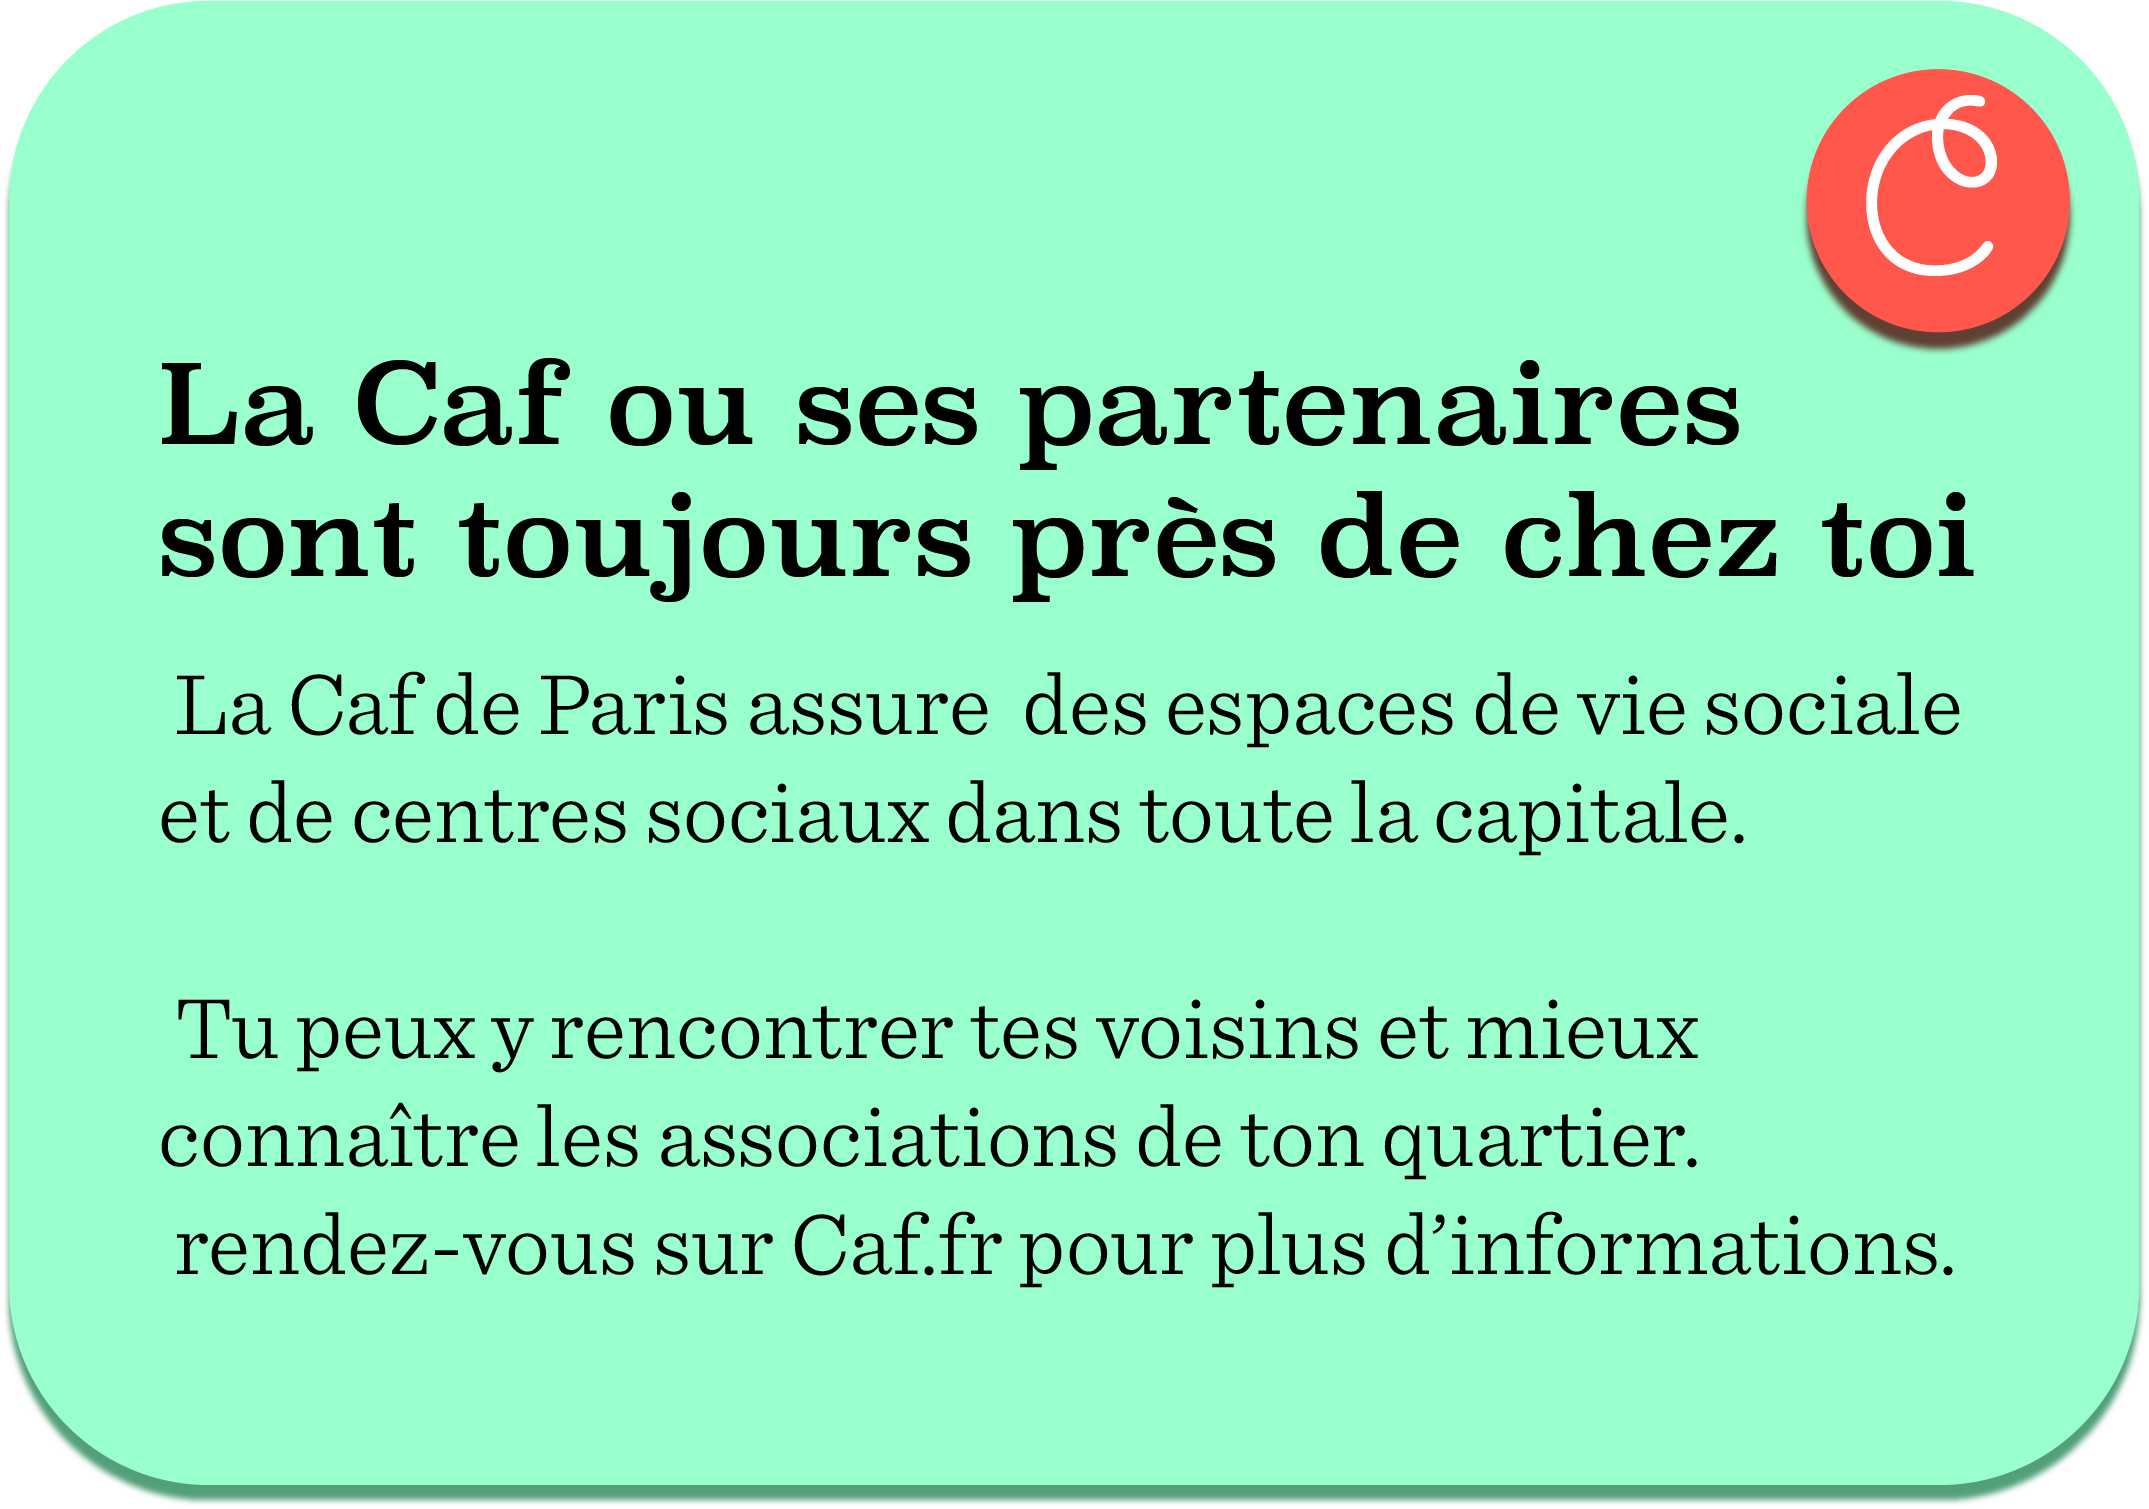 C
La Caf ou ses partenaires
sont toujours près de chez toi
La Caf de Paris assure  des espaces de vie sociale
et de centres sociaux dans toute la capitale.
Tu peux y rencontrer tes voisins et mieux
connaître les associations de ton quartier.
rendez-vous sur Caf.fr pour plus d’informations.